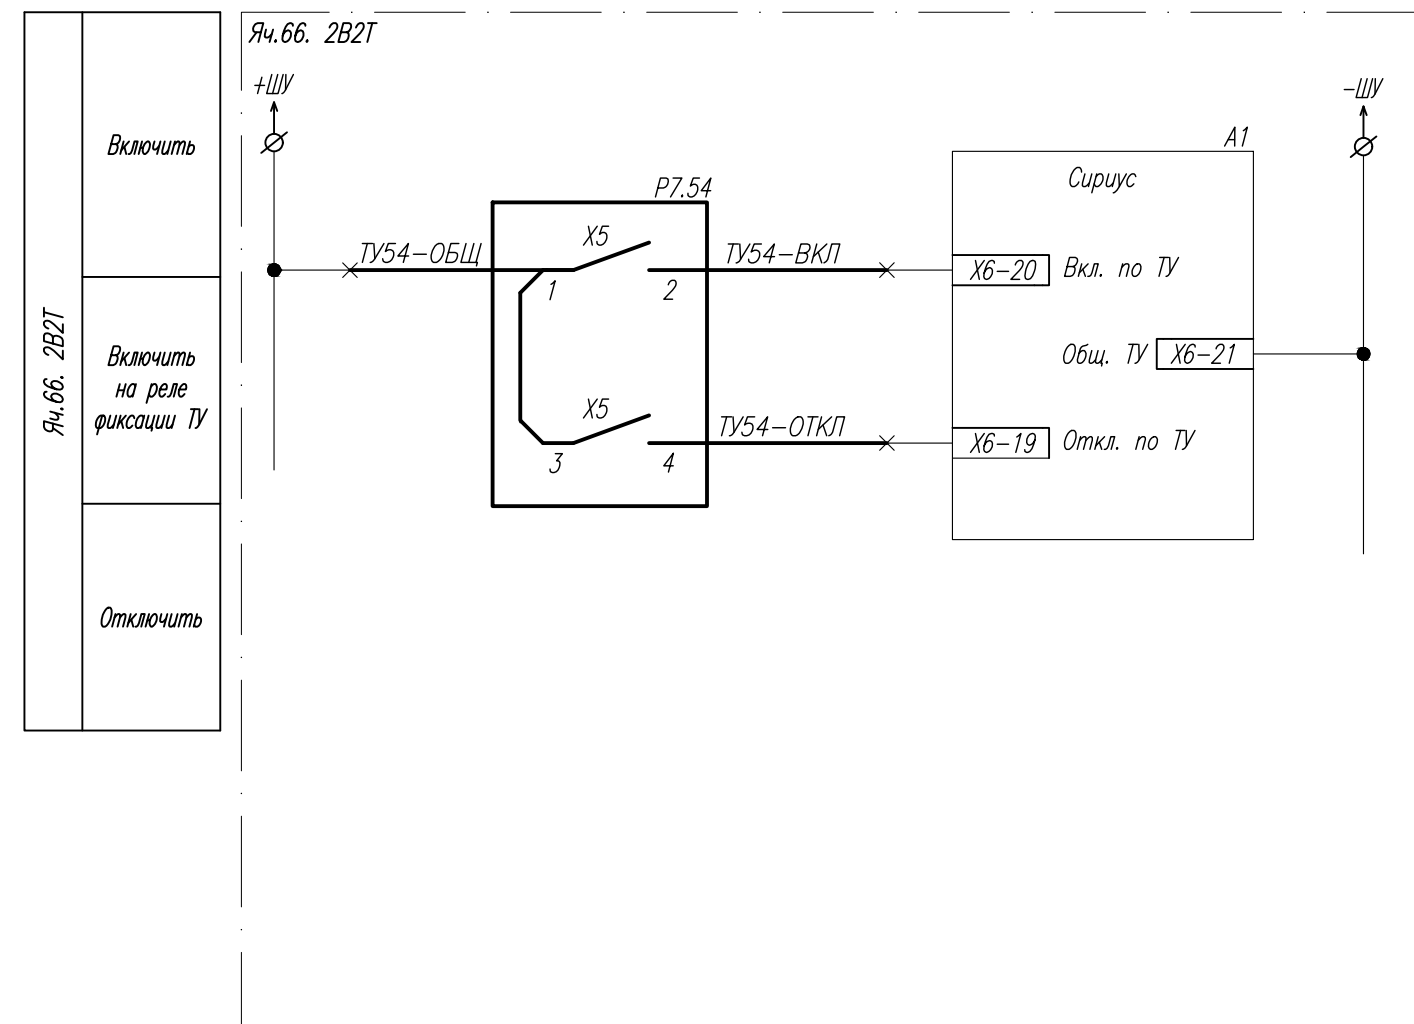 Яч.66. 2В2Т
Включить
Включить
на реле
фиксации ТУ
Отключить
Яч.66. 2В2Т
+ШУ
-ШУ
ТУ54-ОБЩ
P7.54
X5
1
2
X5
3
4
ТУ54-ВКЛ
ТУ54-ОТКЛ
А1
Сириус
X6-20 Вкл. по ТУ
Общ. ТУ X6-21
X6-19 Откл. по ТУ